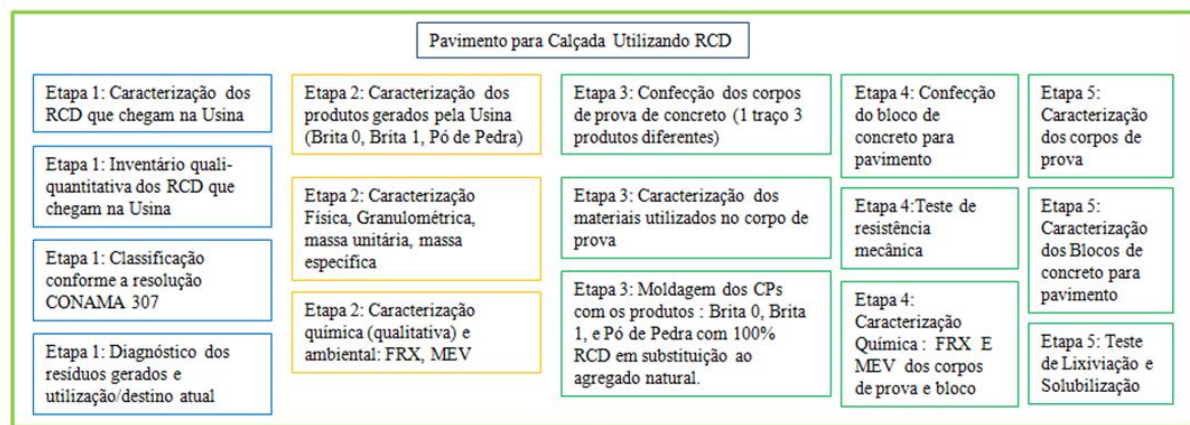 Pavimento para Calçada Utilizando RCD
Etapa 1: Caracterização dos
RCD que chegam na Usina
Etapa 1: Inventário quali-
quantitativa dos RCD que
chegam na Usina
Etapa 1: Classificação
conforme a resolução
CONAMA 307
Etapa 1: Diagnóstico dos
resíduos gerados e
utilização/destino atual
Etapa 2: Caracterização dos
produtos gerados pela Usina
(Brita 0, Brita 1, Pó de Pedra)
Etapa 2: Caracterização
Física, Granulométrica,
massa unitária, massa
específica
Etapa 2: Caracterização
química (qualitativa) e
ambiental: FRX, MEV
Etapa 3: Confecção dos corpos
de prova de concreto (1 traço 3
produtos diferentes)
Etapa 3: Caracterização dos
materiais utilizados no corpo de
prova
Etapa 3: Moldagem dos CPs
com os produtos : Brita 0, Brita
1, e Pó de Pedra com 100%
RCD em substituição ao
agregado natural.
Etapa 4: Confecção
do bloco de
concreto para
pavimento
Etapa 4:Teste de
resistência
mecânica
Etapa 4:
Caracterização
Química : FRX E
MEV dos corpos
de prova e bloco
Etapa 5:
Caracterização
dos corpos de
prova
Etapa 5:
Caracterização
dos Blocos de
concreto para
pavimento
Etapa 5: Teste
de Lixiviação e
Solubilização